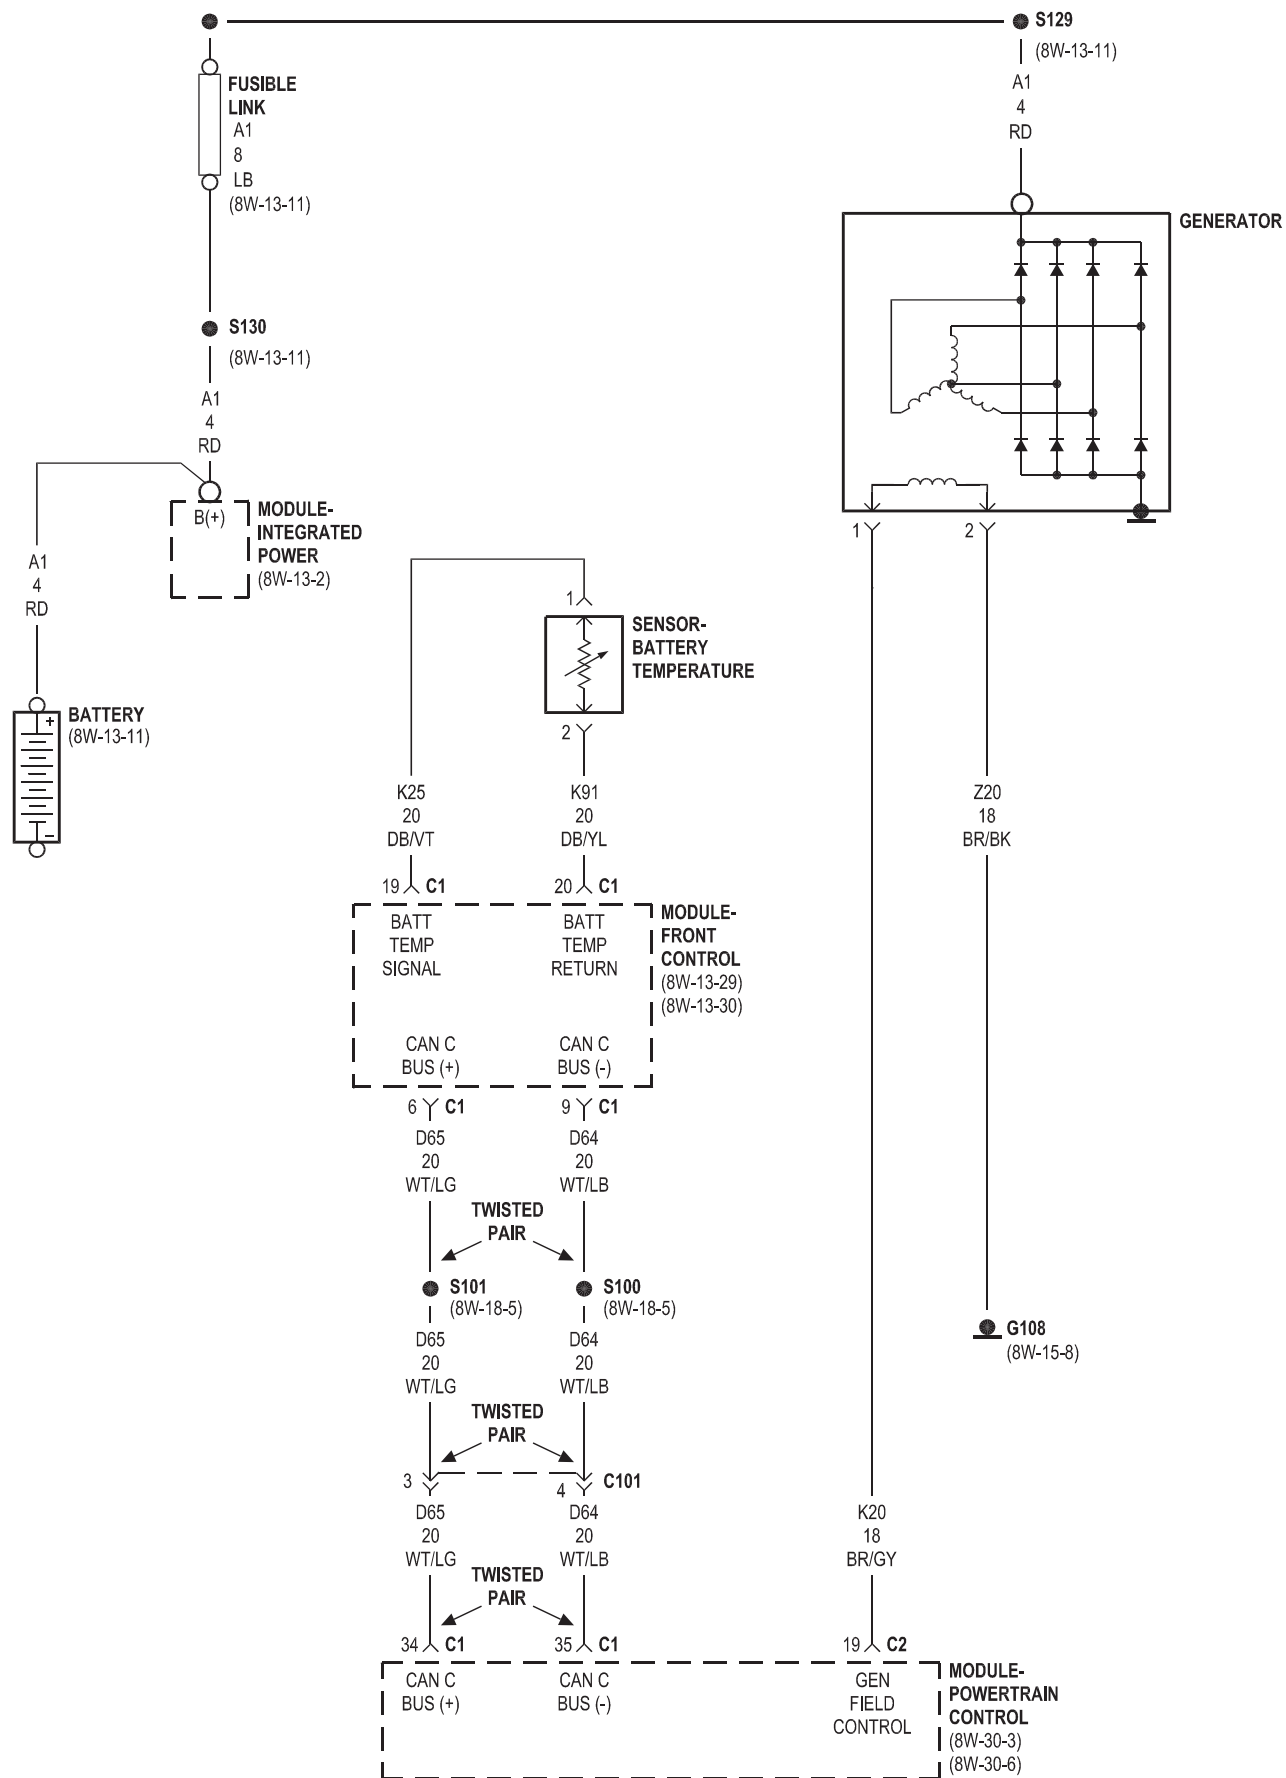 S129
(8W-13-11)
A1
4
RD
FUSIBLE
LINK
A1
8
LB
(8W-13-11)
GENERATOR
S130
(8W-13-11)
A1
4
RD
B(+)
MODULE-
INTEGRATED
POWER
(8W-13-2)
A1
4
RD
1
2
1
SENSOR-
BATTERY
TEMPERATURE
2
BATTERY
(8W-13-11)
+
–
K25
20
DB/VT
K91
20
DB/YL
Z20
18
BR/BK
19 C1
20 C1
BATT
TEMP
SIGNAL
BATT
TEMP
RETURN
MODULE-
FRONT
CONTROL
(8W-13-29)
(8W-13-30)
CAN C
BUS (+)
CAN C
BUS (-)
6 C1
9 C1
D65
20
WT/LG
D64
20
WT/LB
TWISTED
PAIR
S101
(8W-18-5)
S100
(8W-18-5)
G108
(8W-15-8)
D65
20
WT/LG
D64
20
WT/LB
TWISTED
PAIR
3
4
C101
D65
20
WT/LG
D64
20
WT/LB
K20
18
BR/GY
TWISTED
PAIR
34 C1
35 C1
19 C2
CAN C
BUS (+)
CAN C
BUS (-)
GEN
FIELD
CONTROL
MODULE-
POWERTRAIN
CONTROL
(8W-30-3)
(8W-30-6)